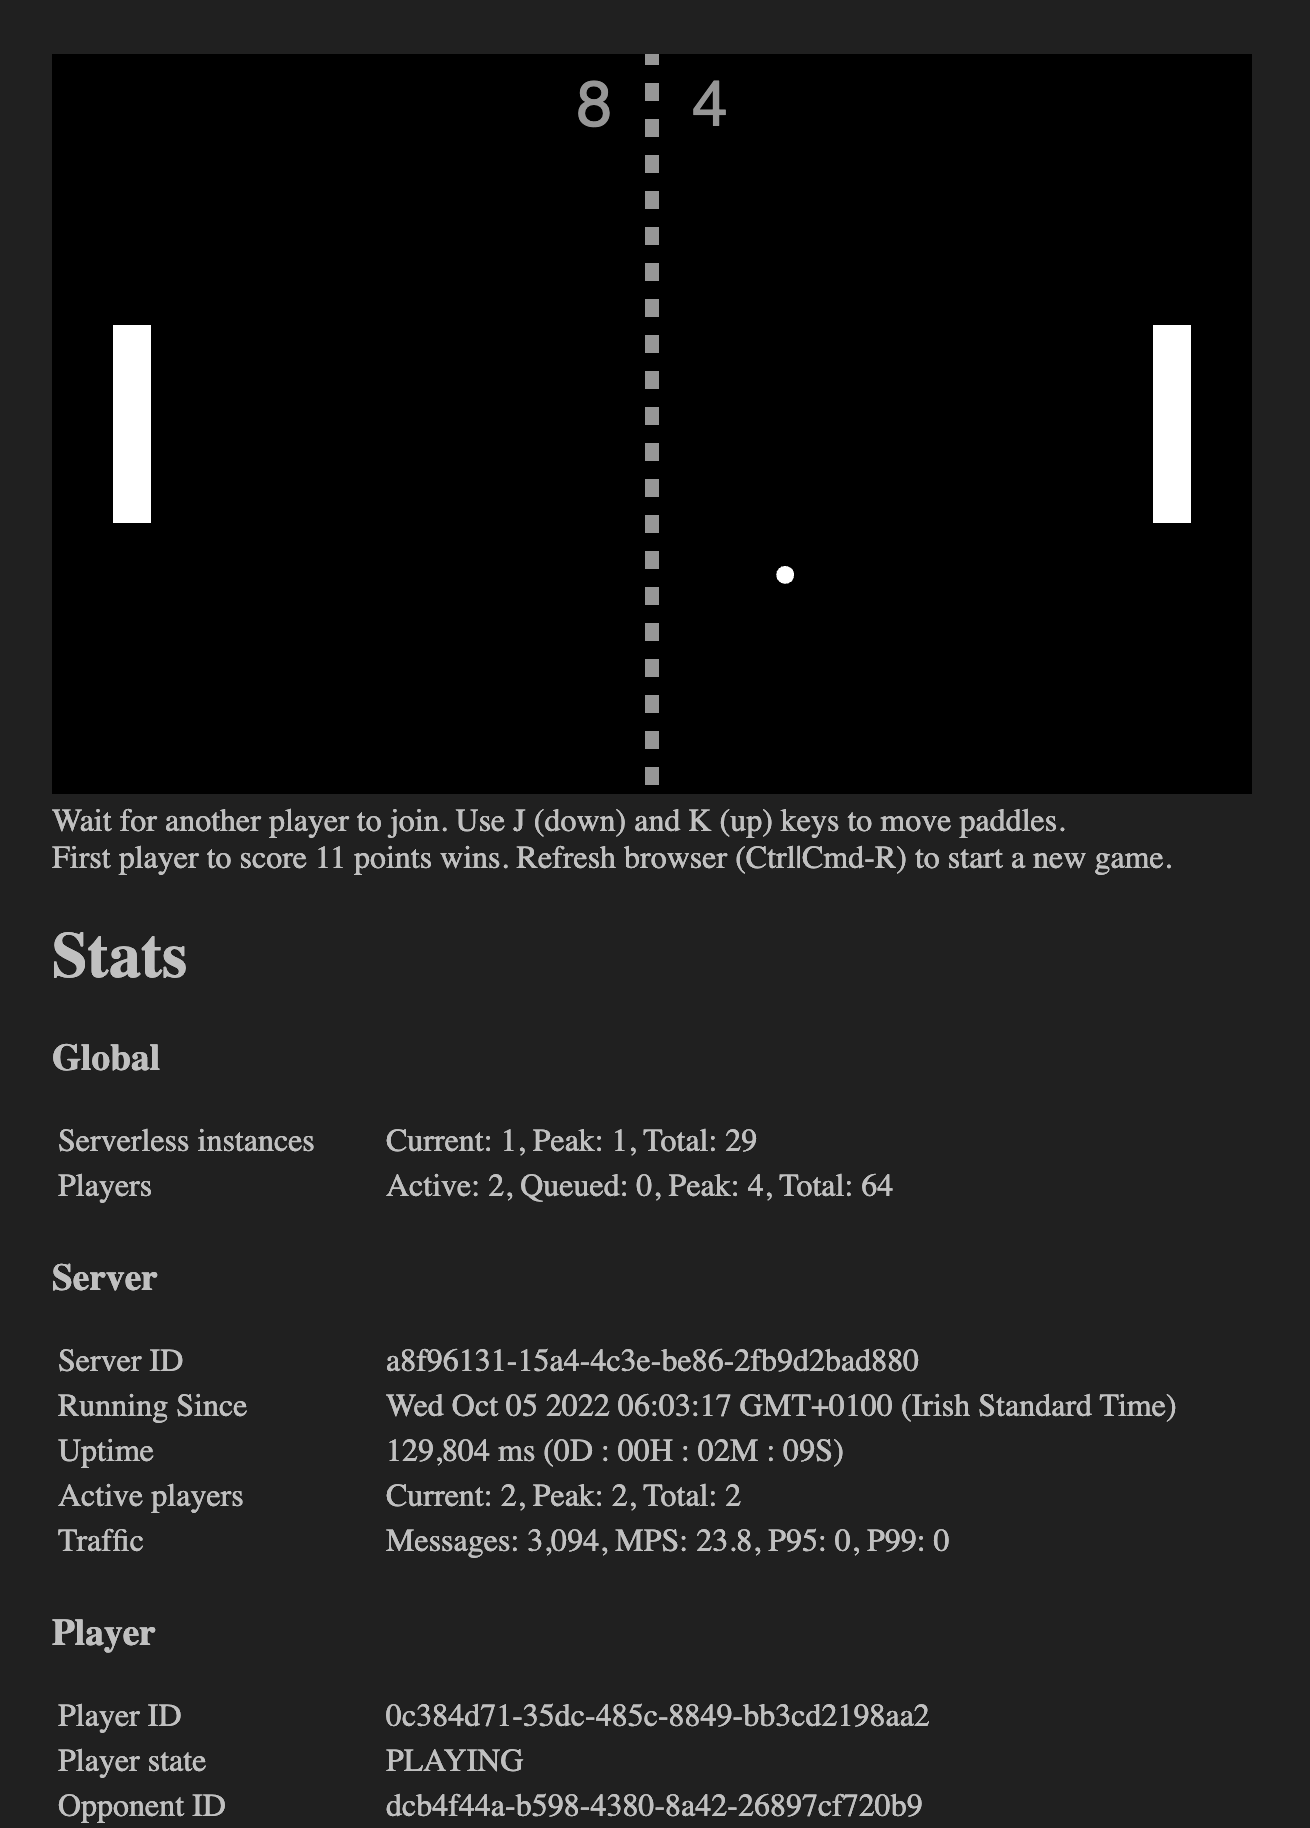 8 4
Wait for another player to join. Use J (down) and K (up) keys to move paddles.
First player to score 11 points wins. Refresh browser (Ctrl|Cmd-R) to start a new game.
Stats
Global
Serverless instances Current: 1, Peak: 1, Total: 29
Players Active: 2, Queued: 0, Peak: 4, Total: 64
Server
Server ID a8f96131-15a4-4c3e-be86-2fb9d2bad880
Running Since Wed Oct 05 2022 06:03:17 GMT+0100 (Irish Standard Time)
Uptime 129,804 ms (0D : 00H : 02M : 09S)
Active players Current: 2, Peak: 2, Total: 2
Traffic Messages: 3,094, MPS: 23.8, P95: 0, P99: 0
Player
Player ID 0c384d71-35dc-485c-8849-bb3cd2198aa2
Player state PLAYING
Opponent ID dcb4f44a-b598-4380-8a42-26897cf720b9